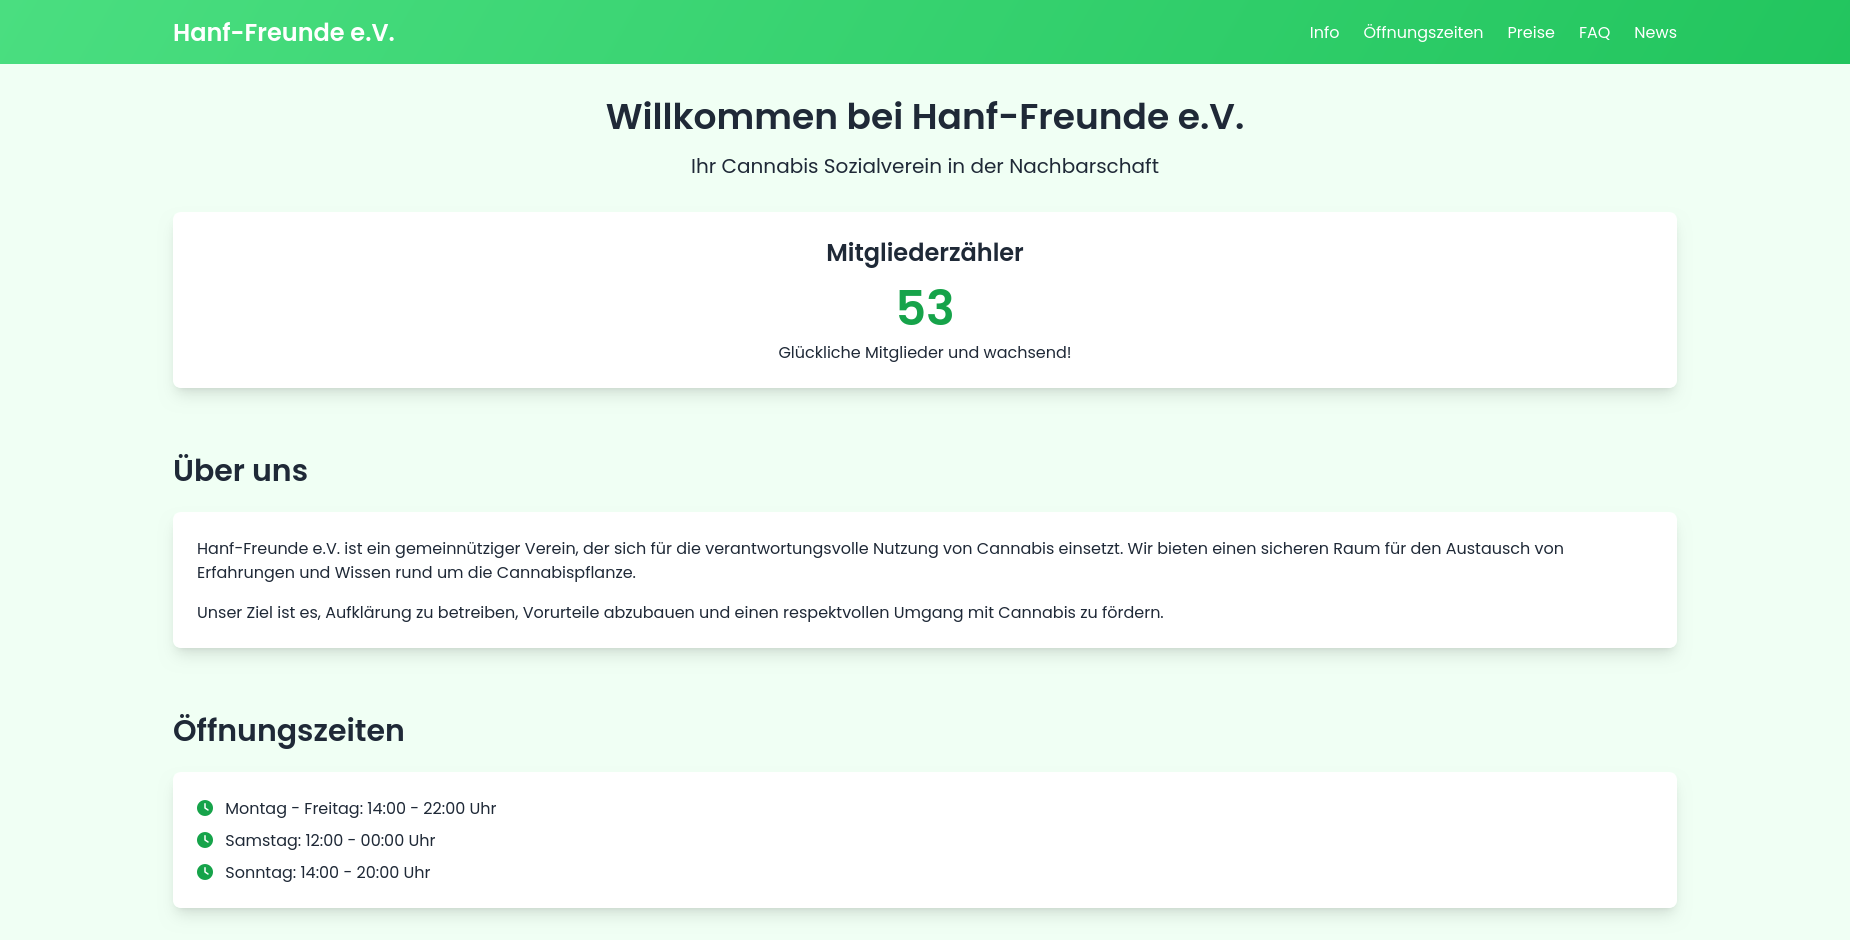 Hanf-Freunde e.V.
Info Öffnungszeiten Preise FAQ News
Willkommen bei Hanf-Freunde e.V.
Ihr Cannabis Sozialverein in der Nachbarschaft
Mitgliederzähler
53
Glückliche Mitglieder und wachsend!
Über uns
Hanf-Freunde e.V. ist ein gemeinnütziger Verein, der sich für die verantwortungsvolle Nutzung von Cannabis einsetzt. Wir bieten einen sicheren Raum für den Austausch von
Erfahrungen und Wissen rund um die Cannabispflanze.
Unser Ziel ist es, Aufklärung zu betreiben, Vorurteile abzubauen und einen respektvollen Umgang mit Cannabis zu fördern.
Öffnungszeiten
Montag - Freitag: 14:00 - 22:00 Uhr
Samstag: 12:00 - 00:00 Uhr
Sonntag: 14:00 - 20:00 Uhr